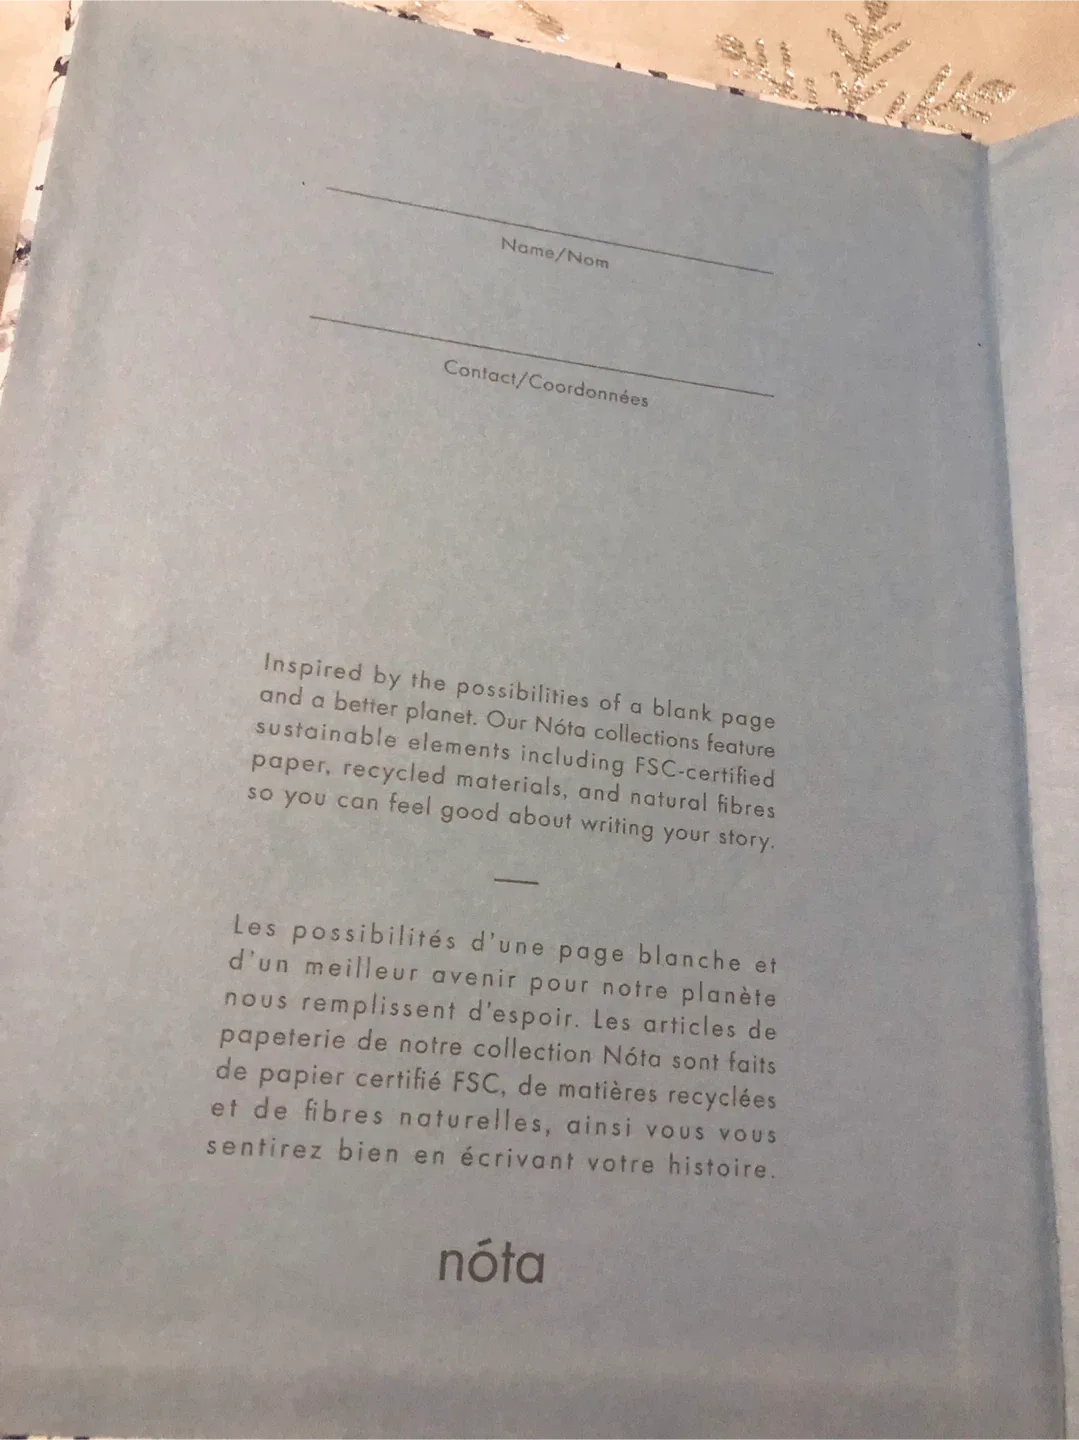 Name/Nom
Contact/Coordonnées
Inspired by the possibilities of a blank page
and a better planet. Our Nóta collections feature
sustainable elements including FSC-certified
paper, recycled materials, and natural fibres
so you can feel good about writing your story.
Les possibilités d'une page blanche et
d'un meilleur avenir pour notre planète
nous remplissent d'espoir. Les articles de
papeterie de notre collection Nóta sont faits
de papier certifié FSC, de matières recyclées
et de fibres naturelles, ainsi vous vous
sentirez bien en écrivant votre histoire.
nóta